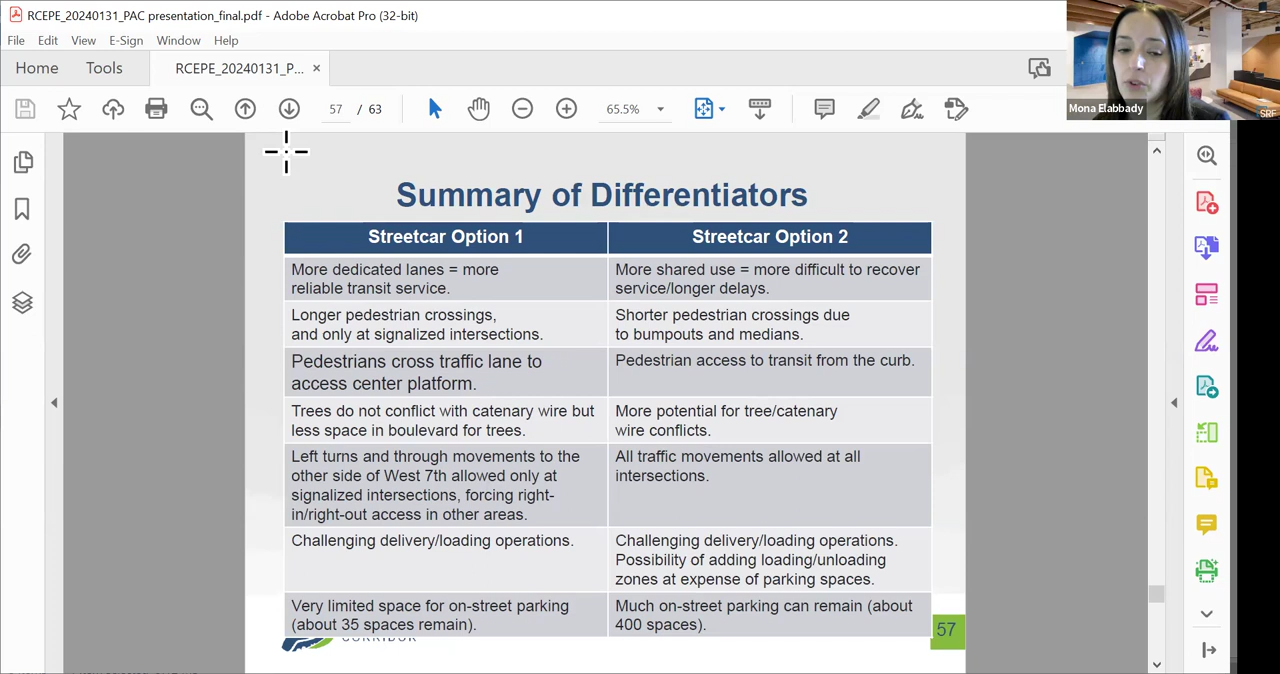 RCEPE_20240131_PAC presentation_final.pdf - Adobe Acrobat Pro (32-bit)
File Edit View E-Sign Window Help
Home Tools RCEPE_20240131_P... ×
57 / 63 65.5%
Mona Elabbady
SRF
Summary of Differentiators
Streetcar Option 1 Streetcar Option 2
More dedicated lanes = more
reliable transit service.
More shared use = more difficult to recover
service/longer delays.
Longer pedestrian crossings,
and only at signalized intersections.
Shorter pedestrian crossings due
to bumpouts and medians.
Pedestrians cross traffic lane to
access center platform.
Pedestrian access to transit from the curb.
Trees do not conflict with catenary wire but
less space in boulevard for trees.
More potential for tree/catenary
wire conflicts.
Left turns and through movements to the
other side of West 7th allowed only at
signalized intersections, forcing right-
in/right-out access in other areas.
All traffic movements allowed at all
intersections.
Challenging delivery/loading operations.
Challenging delivery/loading operations.
Possibility of adding loading/unloading
zones at expense of parking spaces.
Very limited space for on-street parking
(about 35 spaces remain).
Much on-street parking can remain (about
400 spaces).
CORRIDOR
57